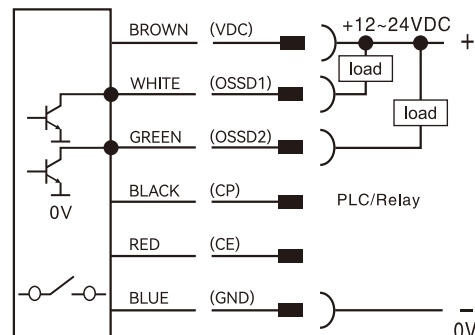 BROWN (VDC) +12~24VDC +
load
WHITE (OSSD1)
load
GREEN (OSSD2)
BLACK (CP) PLC/Relay
0V
RED (CE)
BLUE (GND) -
0V